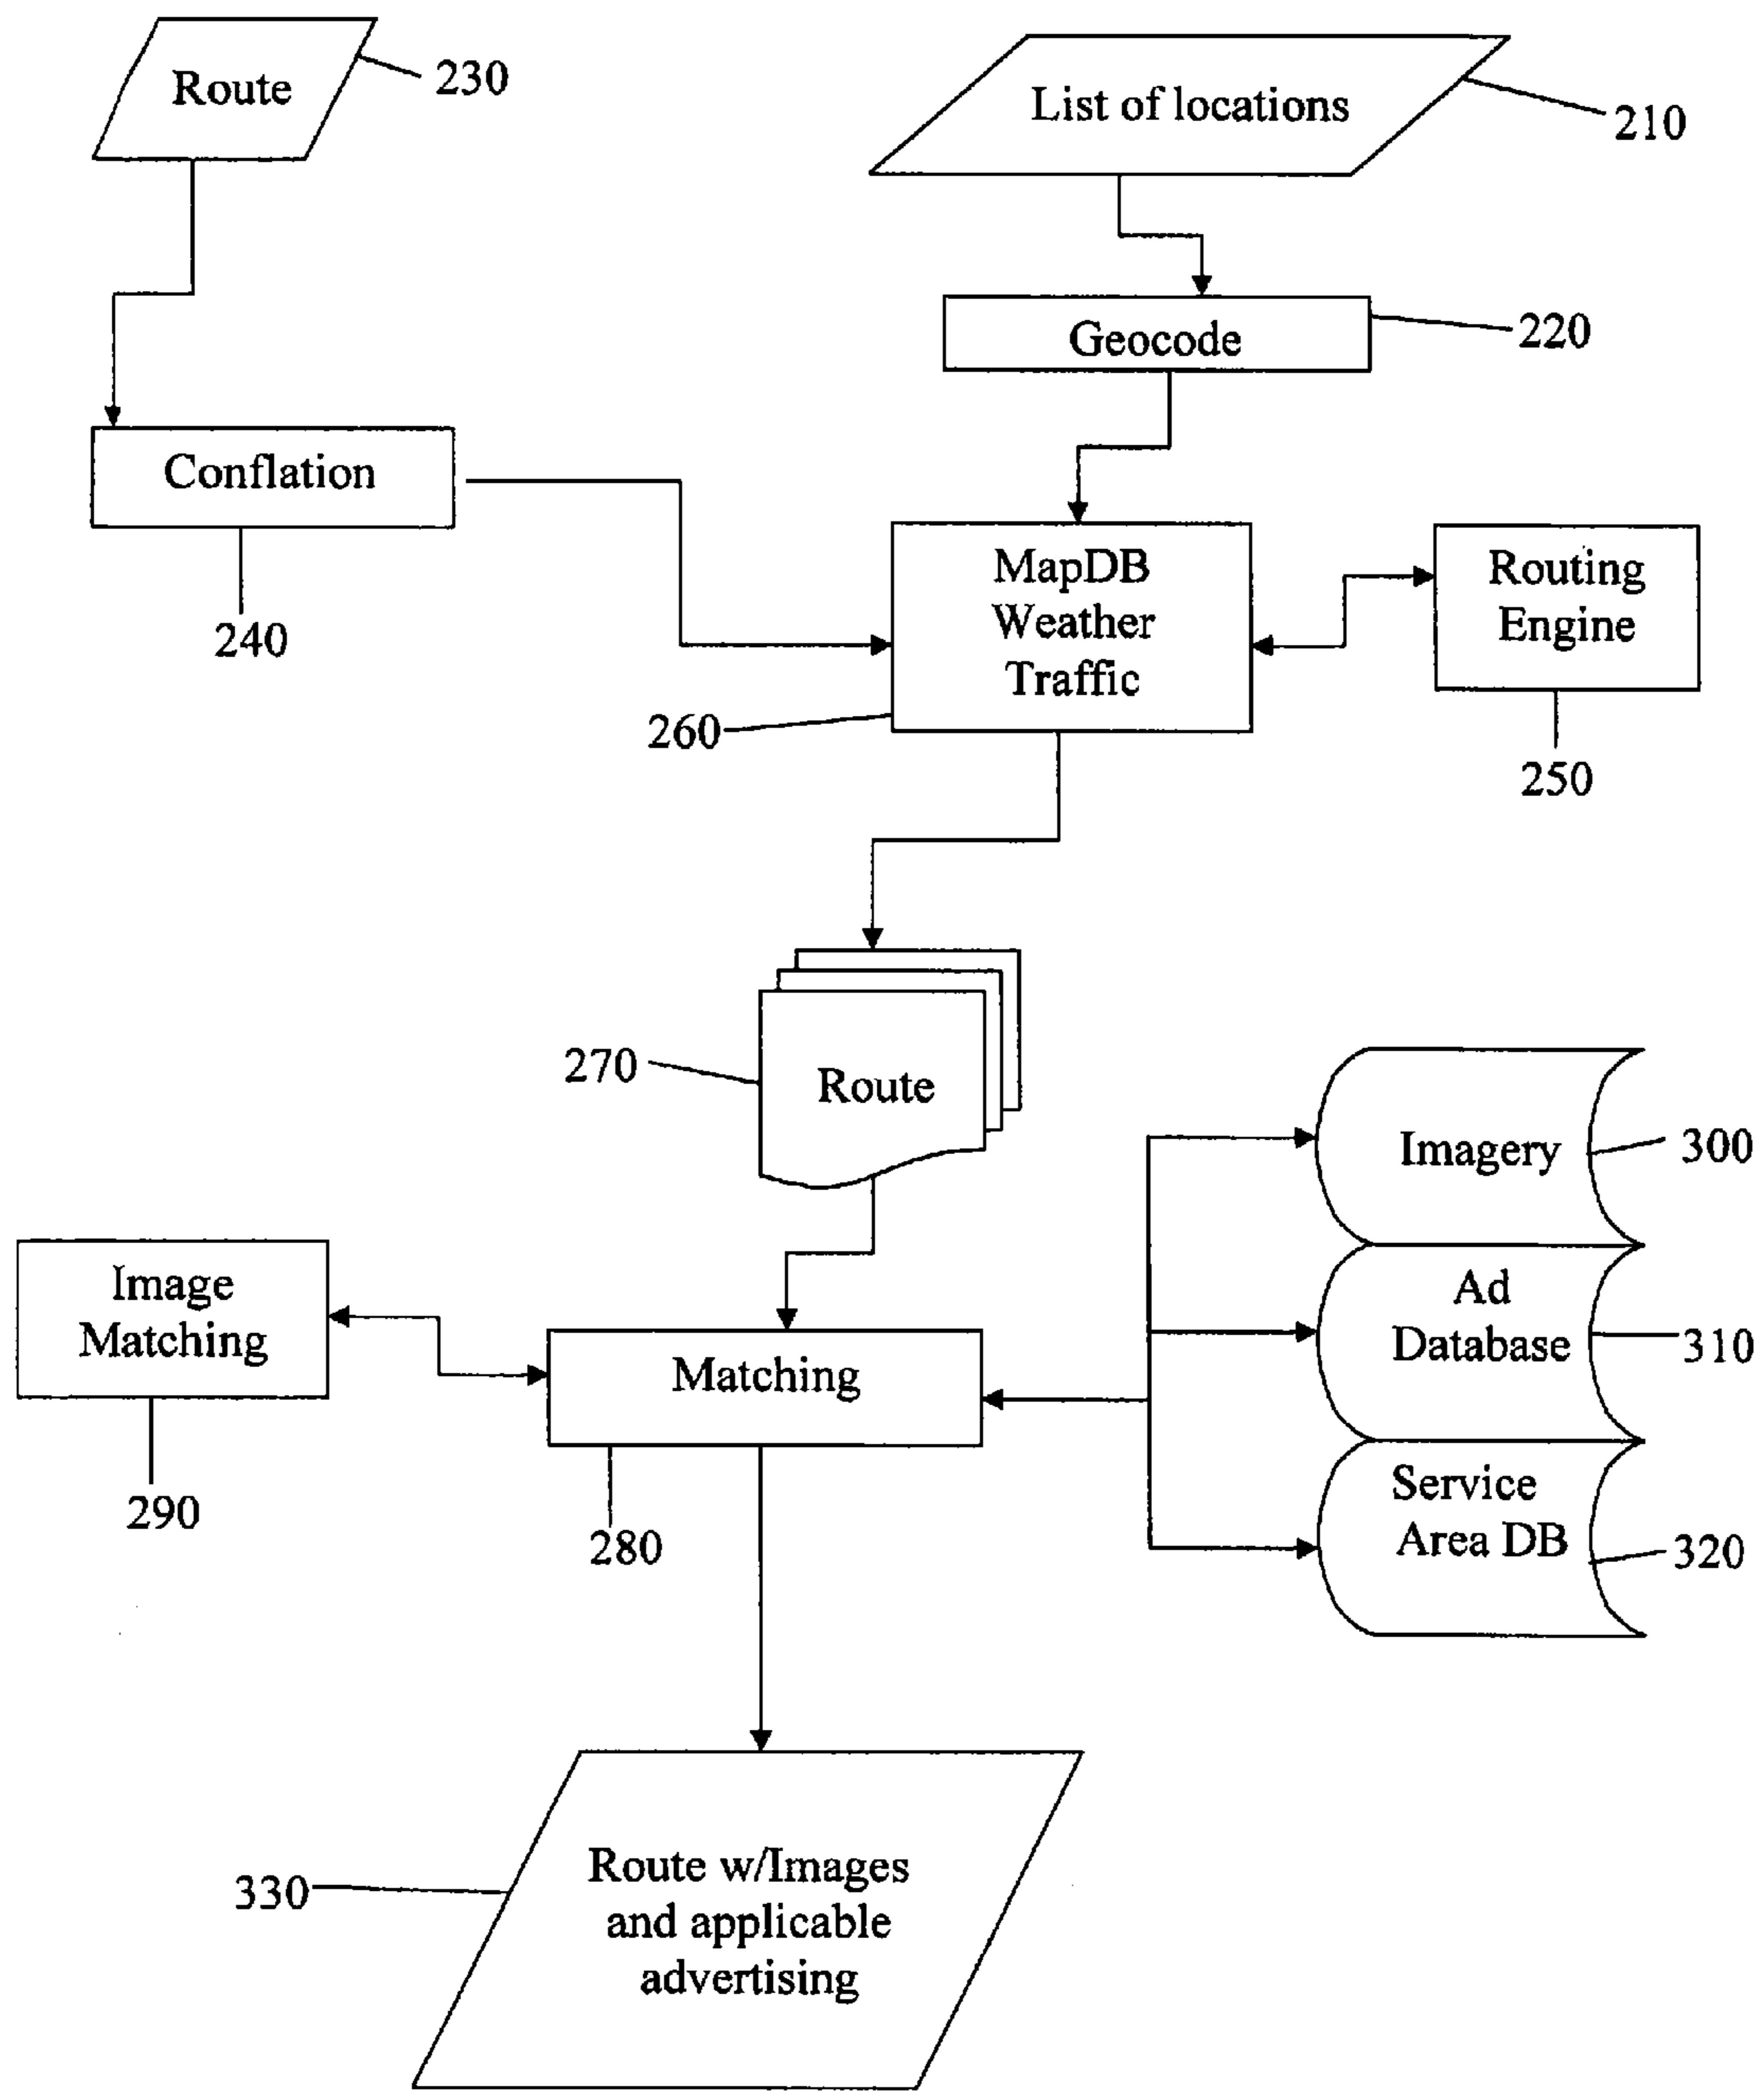 Route
230
List of locations
210
Geocode
220
Conflation
240
MapDB
Weather
Traffic
260
Routing
Engine
250
Route
270
Imagery
300
Ad
Database
310
Service
Area DB
320
Image
Matching
290
Matching
280
Route w/Images
and applicable
advertising
330